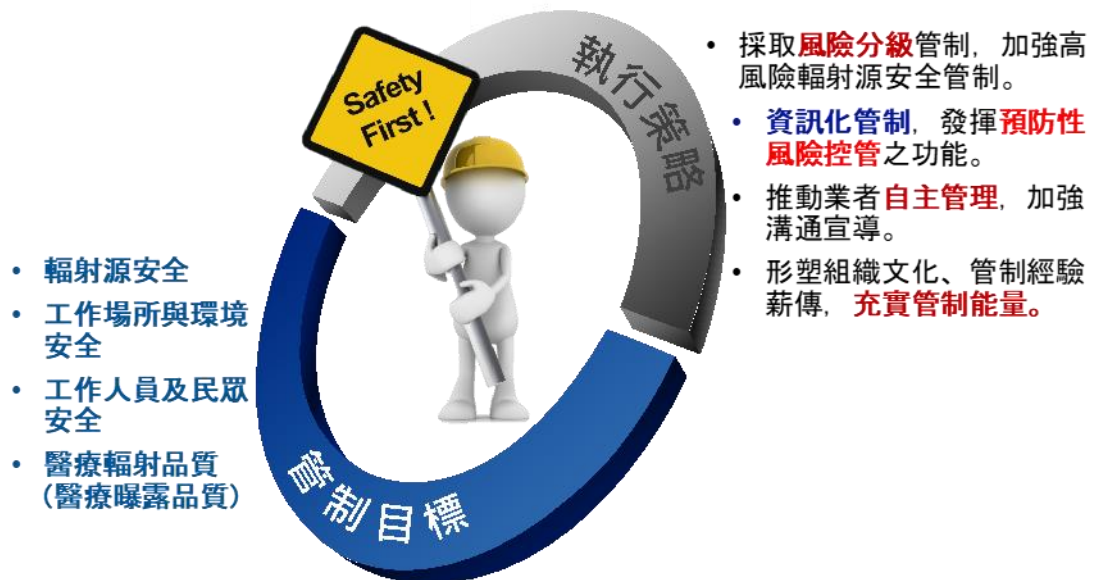 Safety
First !
執行策略
• 採取風險分級管制，加強高
風險輻射源安全管制。
• 資訊化管制，發揮預防性
風險控管之功能。
• 推動業者自主管理，加強
溝通宣導。
• 形塑組織文化、管制經驗
薪傳，充實管制能量。
• 輻射源安全
• 工作場所與環境
安全
• 工作人員及民眾
安全
• 醫療輻射品質
(醫療曝露品質)
管制目標